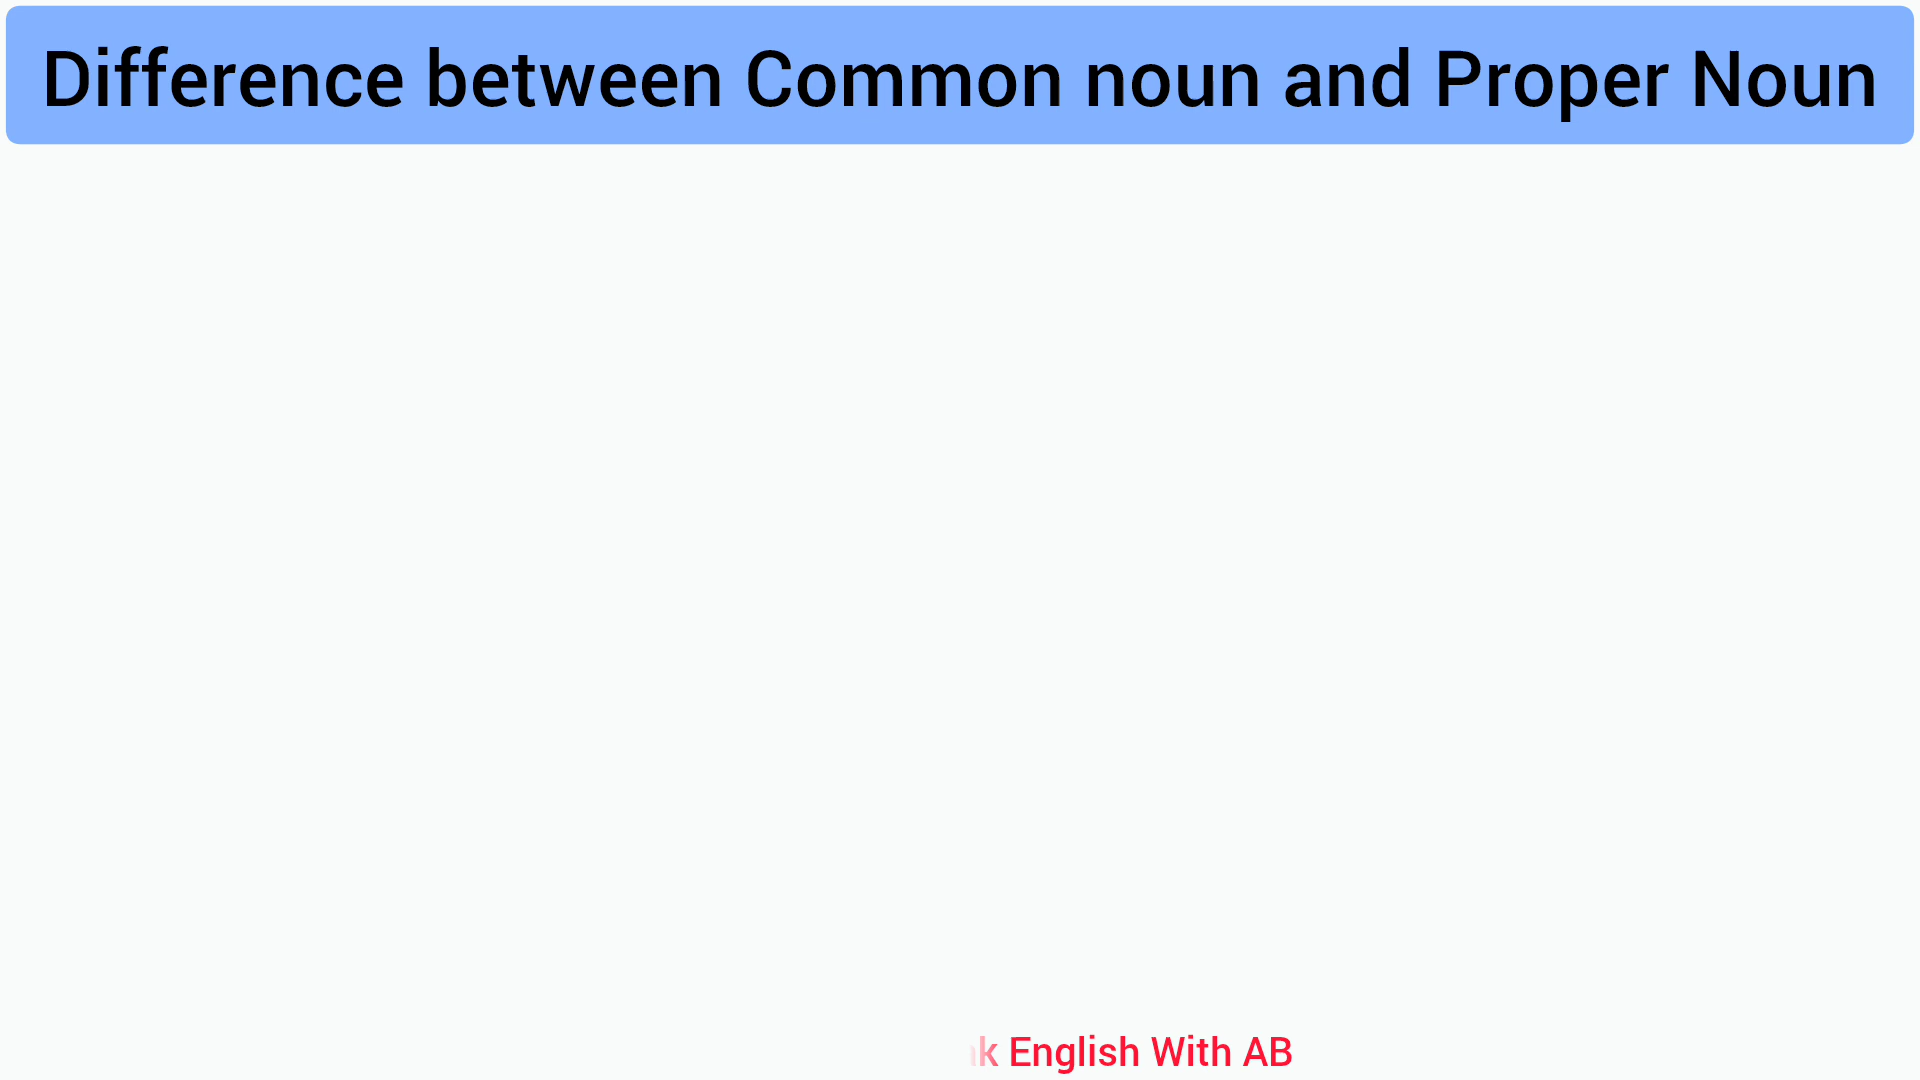 Difference between Common noun and Proper Noun
English With AB